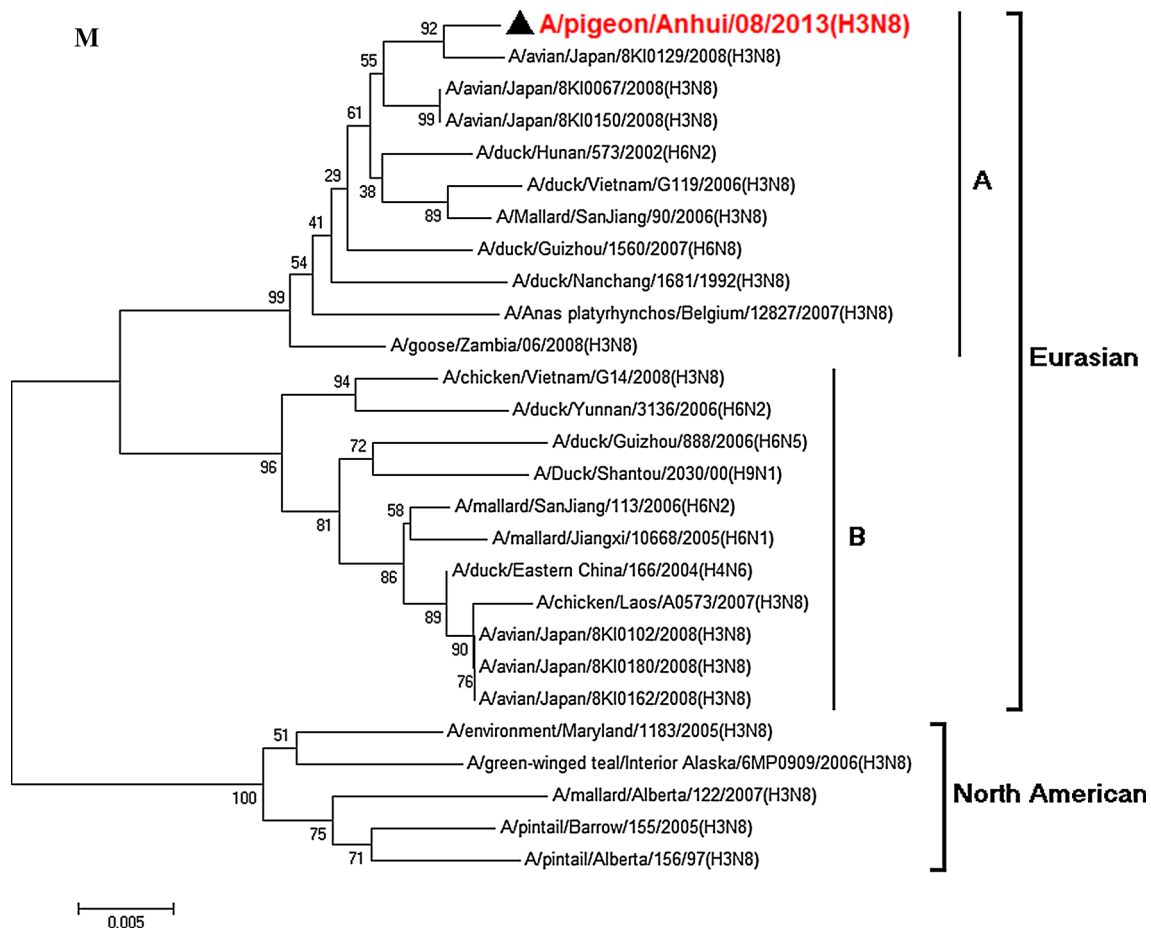 M
92
A/pigeon/Anhui/08/2013(H3N8)
A/avian/Japan/8KI0129/2008(H3N8)
55
A/avian/Japan/8KI0067/2008(H3N8)
99
A/avian/Japan/8KI0150/2008(H3N8)
61
A/duck/Hunan/573/2002(H6N2)
38
A/duck/Vietnam/G119/2006(H3N8)
89
A/Mallard/SanJiang/90/2006(H3N8)
29
A/duck/Guizhou/1560/2007(H6N8)
41
A/duck/Nanchang/1681/1992(H3N8)
54
A/Anas platyrhynchos/Belgium/12827/2007(H3N8)
99
A/goose/Zambia/06/2008(H3N8)
A
Eurasian
94
A/chicken/Vietnam/G14/2008(H3N8)
A/duck/Yunnan/3136/2006(H6N2)
96
72
A/duck/Guizhou/888/2006(H6N5)
A/Duck/Shantou/2030/00(H9N1)
81
58
A/mallard/SanJiang/113/2006(H6N2)
A/mallard/Jiangxi/10668/2005(H6N1)
86
A/duck/Eastern China/166/2004(H4N6)
89
A/chicken/Laos/A0573/2007(H3N8)
90
A/avian/Japan/8KI0102/2008(H3N8)
A/avian/Japan/8KI0180/2008(H3N8)
76
A/avian/Japan/8KI0162/2008(H3N8)
B
51
A/environment/Maryland/1183/2005(H3N8)
A/green-winged teal/Interior Alaska/6MP0909/2006(H3N8)
100
A/mallard/Alberta/122/2007(H3N8)
75
A/pintail/Barrow/155/2005(H3N8)
71
A/pintail/Alberta/156/97(H3N8)
North American
0.005